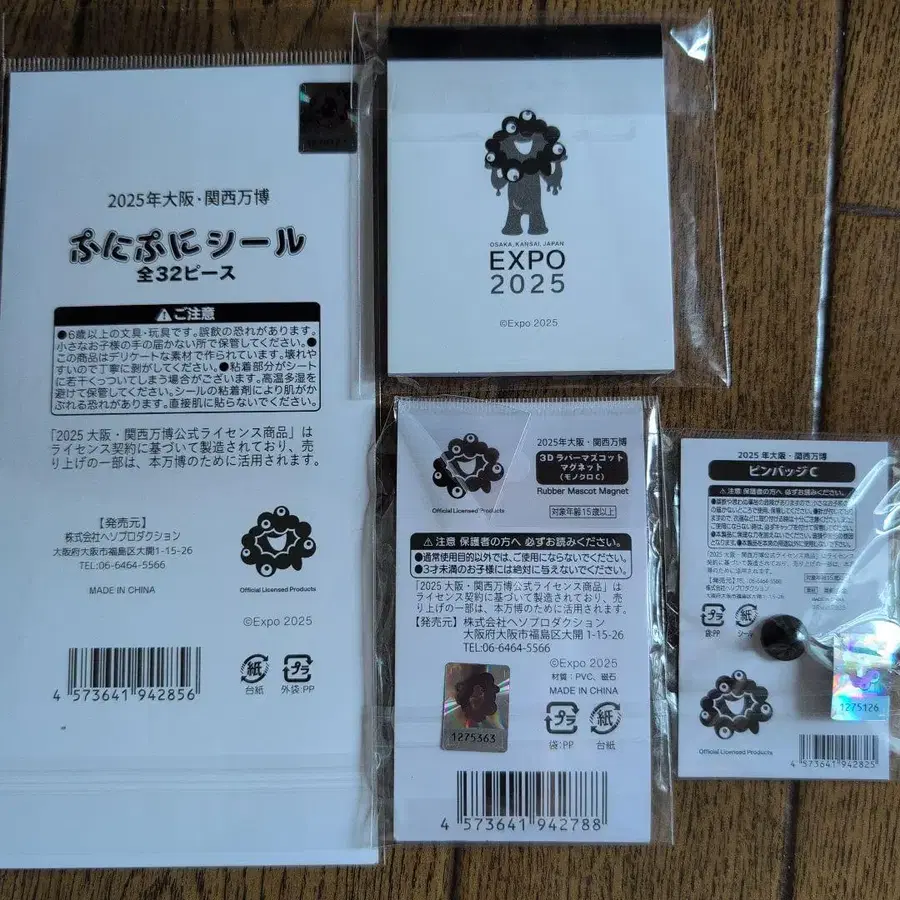 2025年大阪・関西万博
ぷにぷにシール
全32ピース
⚠ご注意
●6歳以上の文具・玩具です。誤飲の恐れがあります。
小さなお子様の手の届かない所で保管してください。●
この商品はデリケートな素材で作られています。壊れや
すいので丁寧に剥がしてください。●粘着部分がシート
に若干くっついてしまう場合がございます。高温多湿を
避けて保管してください。シールの粘着剤により肌がか
ぶれる恐れがあります。直接肌に貼らないでください。
「2025 大阪・関西万博公式ライセンス商品」は
ライセンス契約に基づいて製造されており、売
り上げの一部は、本万博のために活用されます。
【発売元】
株式会社ヘソプロダクション
大阪府大阪市福島区大開1-15-26
TEL:06-6464-5566
MADE IN CHINA
Official Licensed Products
©Expo 2025
4 573641 942856
紙
台紙
プラ
外袋:PP
OSAKA, KANSAI, JAPAN
EXPO
2025
©Expo 2025
2025年大阪・関西万博
3Dラバーマスコット
マグネット
(モノクロC)
Rubber Mascot Magnet
対象年齢15歳以上
Official Licensed Products
⚠ 注意 保護者の方へ 必ずお読みください。
●通常使用目的以外では、ご使用にならないでください。
●3才未満のお子様には絶対に与えないでください。
「2025 大阪・関西万博公式ライセンス商品」は
ライセンス契約に基づいて製造されており、売
り上げの一部は、本万博のために活用されます。
【発売元】株式会社ヘソプロダクション
大阪府大阪市福島区大開 1-15-26
TEL:06-6464-5566
©Expo 2025
材質:PVC、磁石
MADE IN CHINA
1275363
プラ
袋:PP
紙
台紙
4 573641 942788
2025 年大阪・関西万博
ピンバッジ C
⚠注意 保護者の方へ 必ずお読みください。
プラ
袋:PP
紙
シール
1275126
Official Licensed Products
4 573641 942825